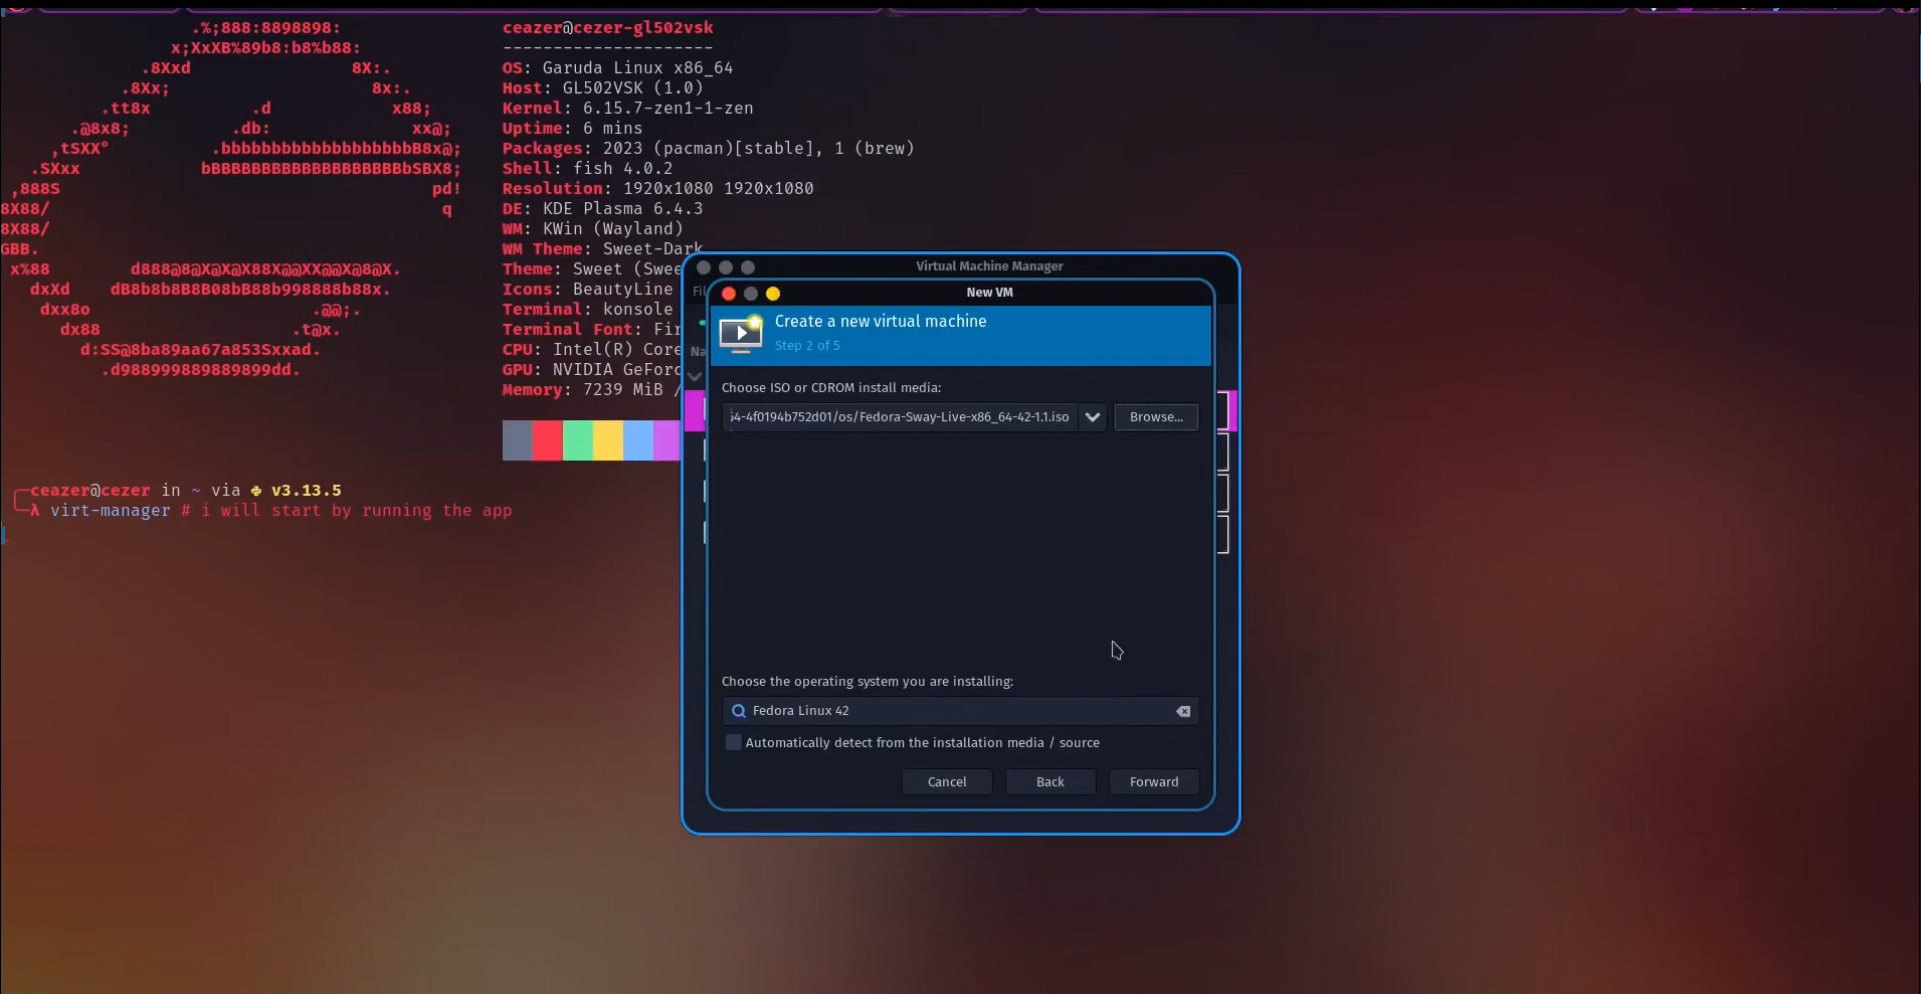 .%;888:8898898:
x;XxXB%89b8:b8%b88:
.8Xxd 8X:.
.8Xx; 8x:.
.tt8x .d x88;
.@8x8; .db: xx@;
,tSXX° .bbbbbbbbbbbbbbbbbbbB8x@;
.SXxx bBBBBBBBBBBBBBBBBBBBbSBX8;
,888S pd!
8X88/ q
8X88/
GBB.
x%88 d888@8@X@X@X88X@@XX@@X@8@X.
dxXd dB8b8b8B8B08bB88b998888b88x.
dxx8o .@@;.
dx88 .t@x.
d:SS@8ba89aa67a853Sxxad.
.d988999889889899dd.
ceazer@cezer-gl502vsk
---------------------
OS: Garuda Linux x86_64
Host: GL502VSK (1.0)
Kernel: 6.15.7-zen1-1-zen
Uptime: 6 mins
Packages: 2023 (pacman)[stable], 1 (brew)
Shell: fish 4.0.2
Resolution: 1920x1080 1920x1080
DE: KDE Plasma 6.4.3
WM: KWin (Wayland)
WM Theme: Sweet-Dark
Theme: Sweet (Swee
Icons: BeautyLine
Terminal: konsole
Terminal Font: Fir
CPU: Intel(R) Core
GPU: NVIDIA GeForc
Memory: 7239 MiB /
ceazer@cezer in ~ via v3.13.5
λ virt-manager # i will start by running the app
Virtual Machine Manager
Fil
Na
New VM
Create a new virtual machine
Step 2 of 5
Choose ISO or CDROM install media:
4-4f0194b752d01/os/Fedora-Sway-Live-x86_64-42-1.1.iso
Browse...
Choose the operating system you are installing:
Fedora Linux 42
Automatically detect from the installation media / source
Cancel Back Forward